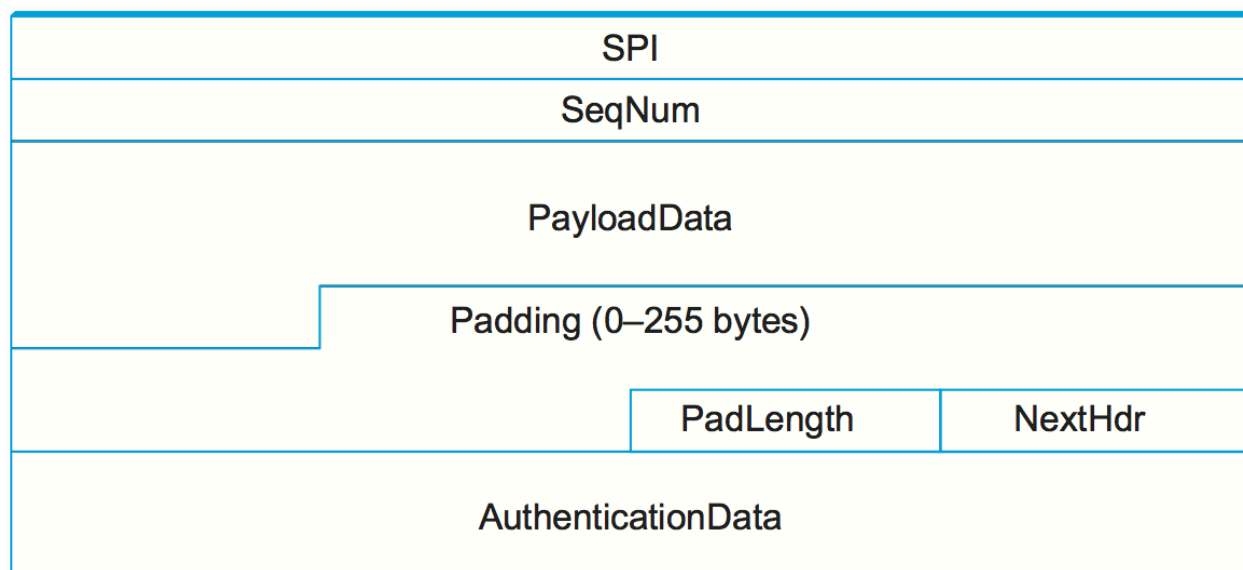 SPI
SeqNum
PayloadData
Padding (0–255 bytes)
PadLength NextHdr
AuthenticationData